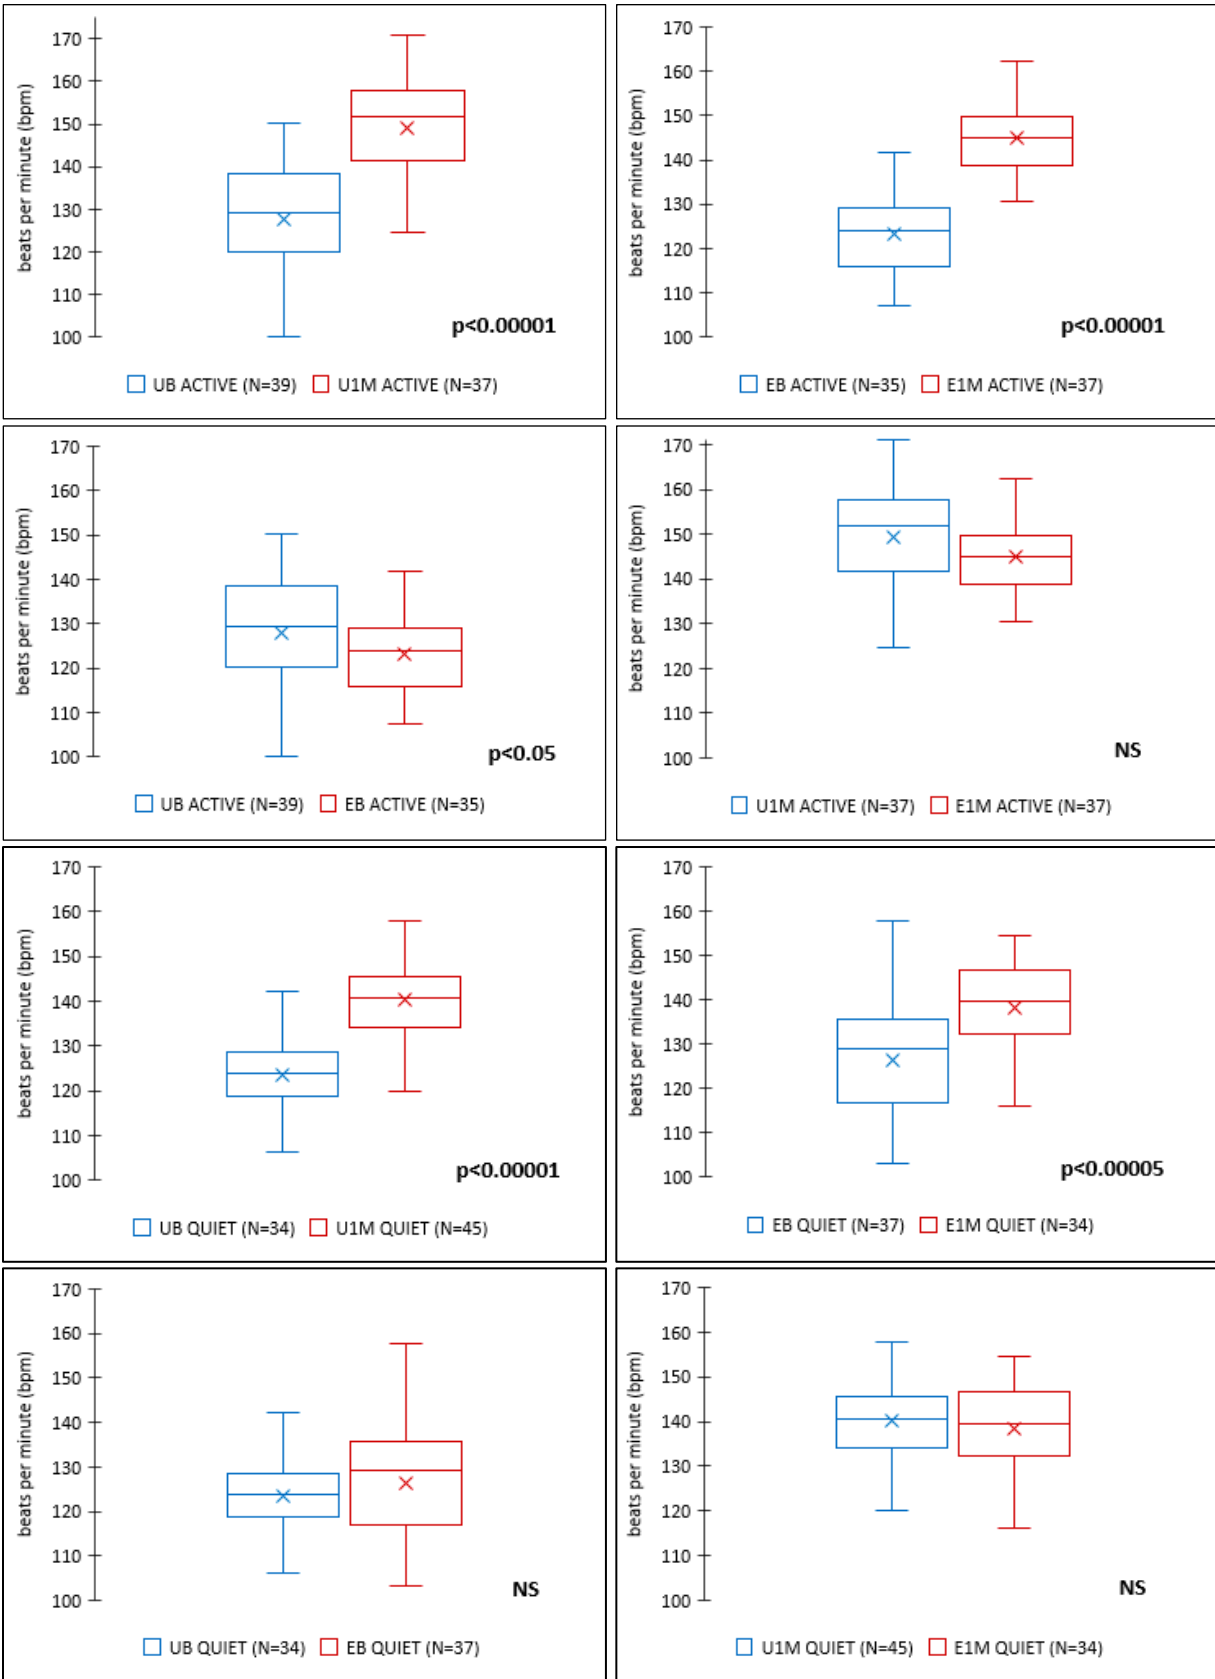 beats per minute (bpm)
170
160
150
140
130
120
110
100
p<0.00001
UB ACTIVE (N=39) U1M ACTIVE (N=37)
beats per minute (bpm)
170
160
150
140
130
120
110
100
p<0.00001
EB ACTIVE (N=35) E1M ACTIVE (N=37)
beats per minute (bpm)
170
160
150
140
130
120
110
100
p<0.05
UB ACTIVE (N=39) EB ACTIVE (N=35)
beats per minute (bpm)
170
160
150
140
130
120
110
100
NS
U1M ACTIVE (N=37) E1M ACTIVE (N=37)
beats per minute (bpm)
170
160
150
140
130
120
110
100
p<0.00001
UB QUIET (N=34) U1M QUIET (N=45)
beats per minute (bpm)
170
160
150
140
130
120
110
100
p<0.00005
EB QUIET (N=37) E1M QUIET (N=34)
beats per minute (bpm)
170
160
150
140
130
120
110
100
NS
UB QUIET (N=34) EB QUIET (N=37)
beats per minute (bpm)
170
160
150
140
130
120
110
100
NS
U1M QUIET (N=45) E1M QUIET (N=34)